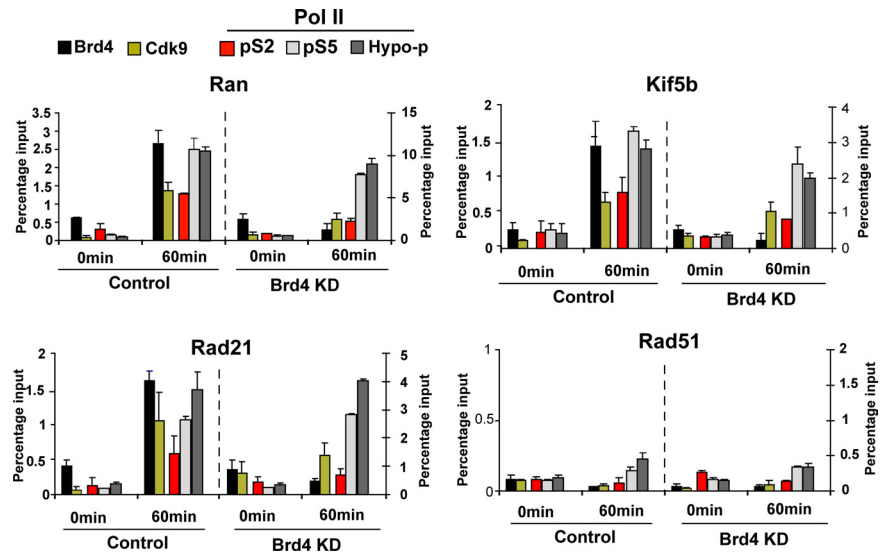 Pol II
Brd4 Cdk9 pS2 pS5 Hypo-p
Ran
Percentage input
3.5
3
2.5
2
1.5
1
0.5
0
15
10
5
0
Percentage input
0min 60min 0min 60min
Control Brd4 KD
Kif5b
Percentage input
2
1.5
1
0.5
0
4
3
2
1
0
Percentage input
0min 60min 0min 60min
Control Brd4 KD
Rad21
Percentage input
2
1.5
1
0.5
0
5
4
3
2
1
0
Percentage input
0min 60min 0min 60min
Control Brd4 KD
Rad51
Percentage input
1
0.5
0
2
1.5
1
0.5
0
Percentage input
0min 60min 0min 60min
Control Brd4 KD